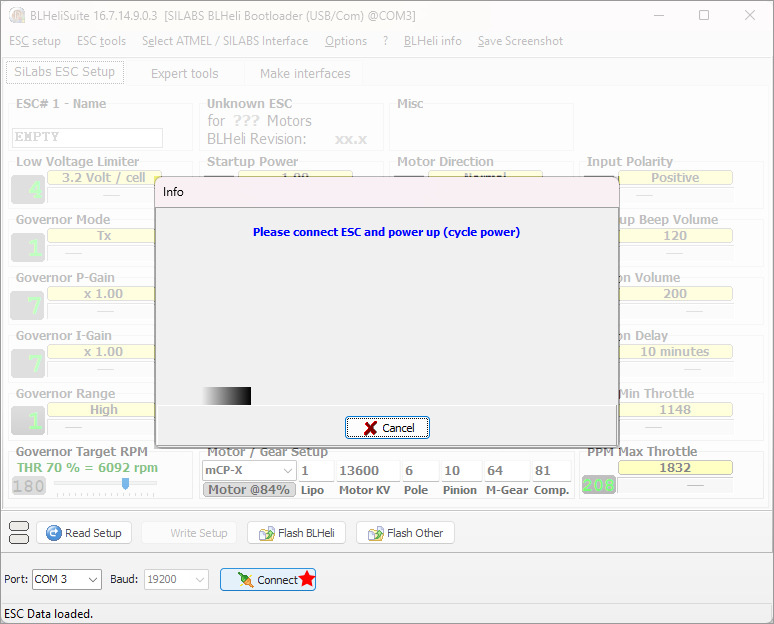 BLHeliSuite 16.7.14.9.0.3 [SILABS BLHeli Bootloader (USB/Com) @COM3]
ESC setup ESC tools Select ATMEL / SILABS Interface Options ? BLHeli info Save Screenshot
SiLabs ESC Setup Expert tools Make interfaces
ESC# 1 - Name Unknown ESC Misc
for ??? Motors
EMPTY BLHeli Revision: xx.x
Low Voltage Limiter Startup Power Motor Direction Input Polarity
4 3.2 Volt / cell 1.00 Normal Positive
Info
Please connect ESC and power up (cycle power)
Cancel
Governor Mode up Beep Volume
1 Tx 120
Governor P-Gain on Volume
7 x 1.00 200
Governor I-Gain on Delay
7 x 1.00 10 minutes
Governor Range Min Throttle
1 High 1148
Governor Target RPM Motor / Gear Setup PPM Max Throttle
THR 70 % = 6092 rpm mCP-X 1 13600 6 10 64 81 1832
180 Motor @84% Lipo Motor KV Pole Pinion M-Gear Comp. 208
Read Setup Write Setup Flash BLHeli Flash Other
Port: COM 3 Baud: 19200 Connect
ESC Data loaded.